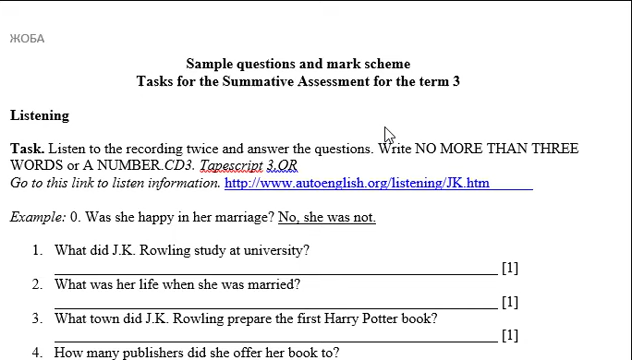 ЖОБА
Sample questions and mark scheme
Tasks for the Summative Assessment for the term 3
Listening
Task. Listen to the recording twice and answer the questions. Write NO MORE THAN THREE
WORDS or A NUMBER.CD3. Tapescript 3.OR
Go to this link to listen information. http://www.autoenglish.org/listening/JK.htm
Example: 0. Was she happy in her marriage? No, she was not.
1. What did J.K. Rowling study at university?
[1]
2. What was her life when she was married?
[1]
3. What town did J.K. Rowling prepare the first Harry Potter book?
[1]
4. How many publishers did she offer her book to?